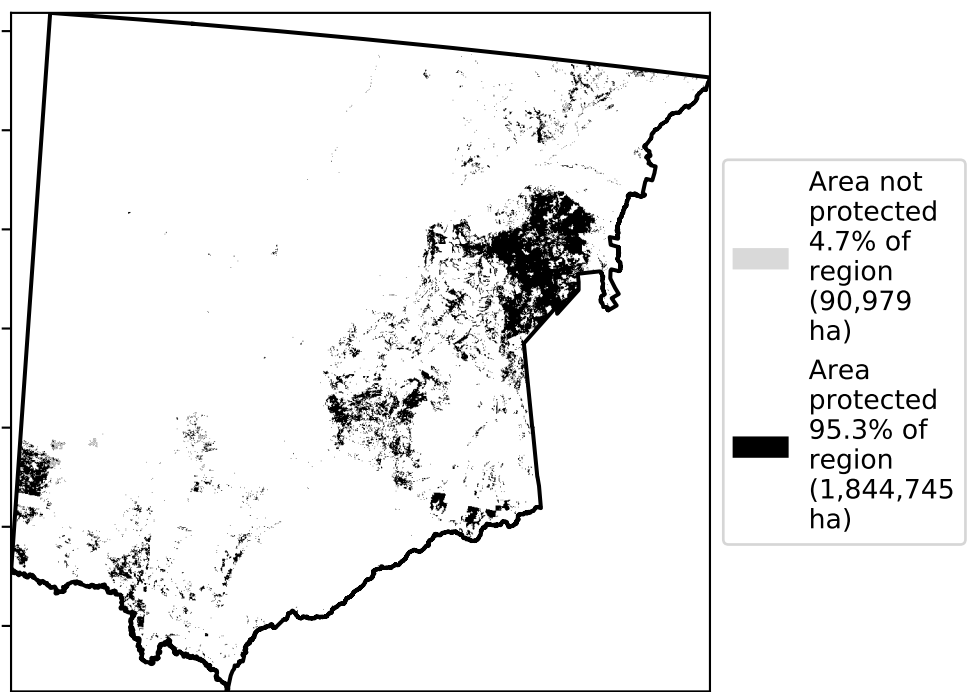 Area not
protected
4.7% of
region
(90,979
ha)
Area
protected
95.3% of
region
(1,844,745
ha)